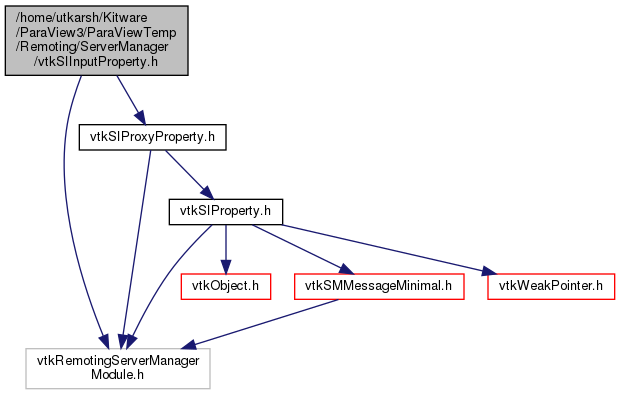 /home/utkarsh/Kitware
/ParaView3/ParaViewTemp
/Remoting/ServerManager
/vtkSIInputProperty.h
vtkSIProxyProperty.h
vtkSIProperty.h
vtkObject.h
vtkSMMessageMinimal.h
vtkWeakPointer.h
vtkRemotingServerManager
Module.h